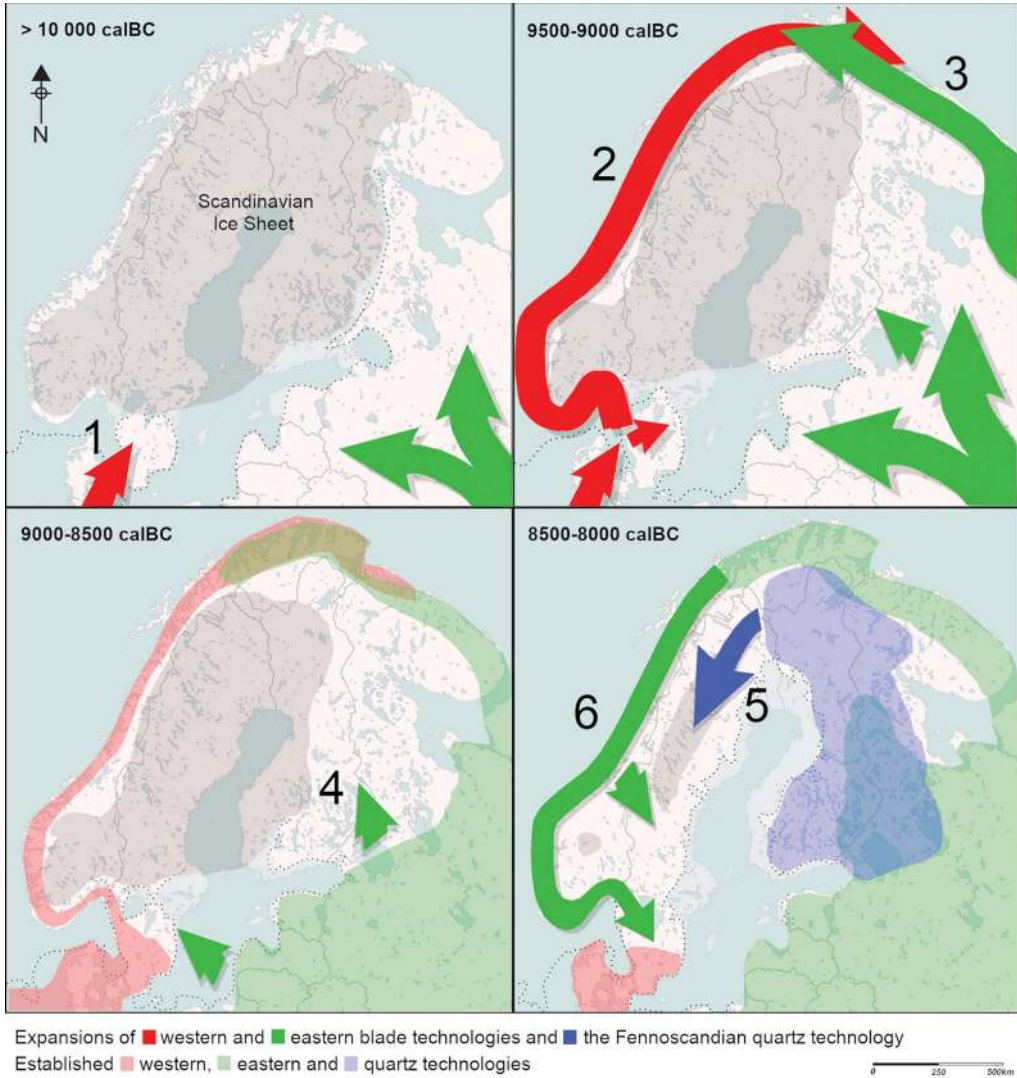 > 10 000 calBC
N
Scandinavian
Ice Sheet
1
9500-9000 calBC
2
3
9000-8500 calBC
4
8500-8000 calBC
5
6
Expansions of western and eastern blade technologies and the Fennoscandian quartz technology
Established western, eastern and quartz technologies
0 250 500km